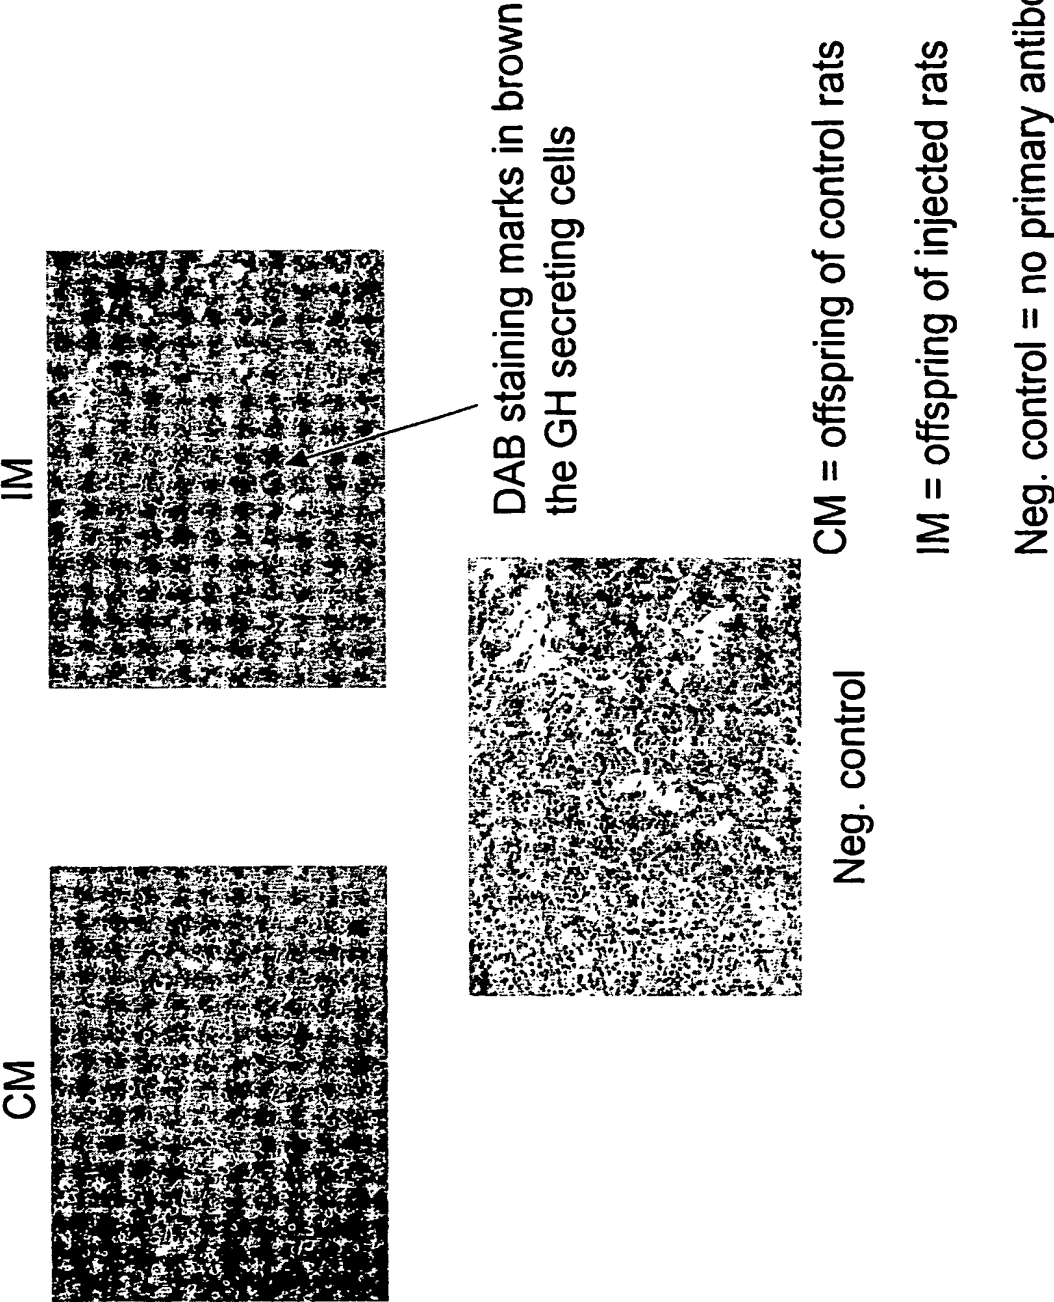 CM
IM
DAB staining marks in brown
the GH secreting cells
Neg. control
CM = offspring of control rats
IM = offspring of injected rats
Neg. control = no primary